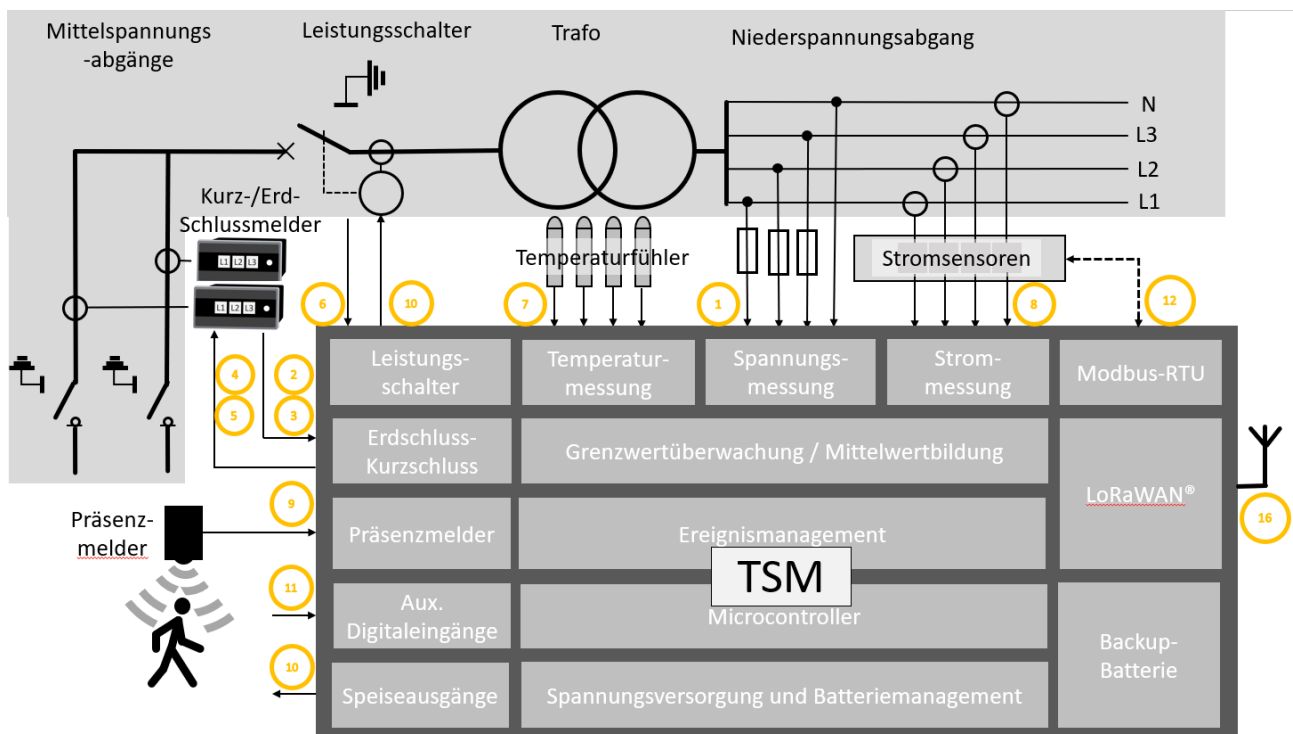 Mittelspannungs
-abgänge
Leistungsschalter
Trafo
Niederspannungsabgang
N
L3
L2
L1
Kurz-/Erd-
Schlussmelder
L1 L2 L3
L1 L2 L3
Temperaturfühler
Stromsensoren
6
10
7
1
8
12
4
2
5
3
Leistungs-
schalter
Temperatur-
messung
Spannungs-
messung
Strom-
messung
Modbus-RTU
Erdschluss-
Kurzschluss
Grenzwertüberwachung / Mittelwertbildung
LoRaWAN®
16
9
Präsenz-
melder
Präsenzmelder
Ereignismanagement
TSM
11
Aux.
Digitaleingänge
Microcontroller
Backup-
Batterie
10
Speiseausgänge
Spannungsversorgung und Batteriemanagement